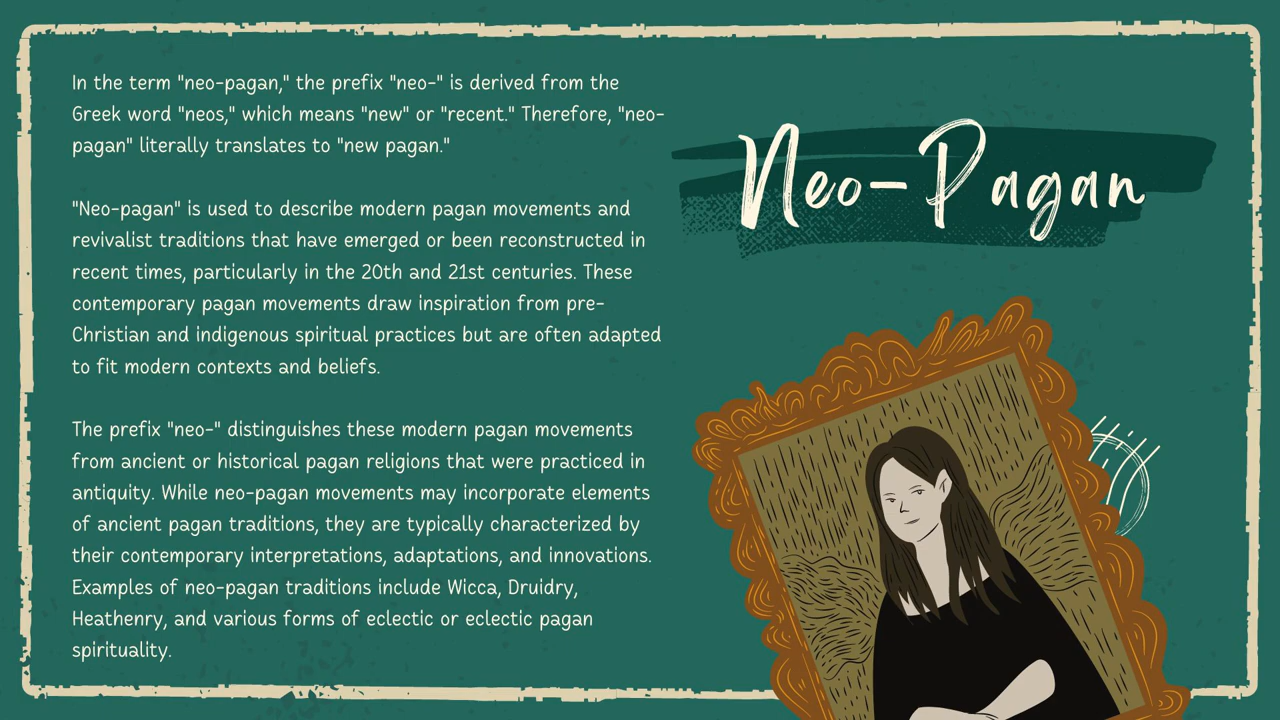 In the term "neo-pagan," the prefix "neo-" is derived from the
Greek word "neos," which means "new" or "recent." Therefore, "neo-
pagan" literally translates to "new pagan."
"Neo-pagan" is used to describe modern pagan movements and
revivalist traditions that have emerged or been reconstructed in
recent times, particularly in the 20th and 21st centuries. These
contemporary pagan movements draw inspiration from pre-
Christian and indigenous spiritual practices but are often adapted
to fit modern contexts and beliefs.
The prefix "neo-" distinguishes these modern pagan movements
from ancient or historical pagan religions that were practiced in
antiquity. While neo-pagan movements may incorporate elements
of ancient pagan traditions, they are typically characterized by
their contemporary interpretations, adaptations, and innovations.
Examples of neo-pagan traditions include Wicca, Druidry,
Heathenry, and various forms of eclectic or eclectic pagan
spirituality.
Neo-Pagan